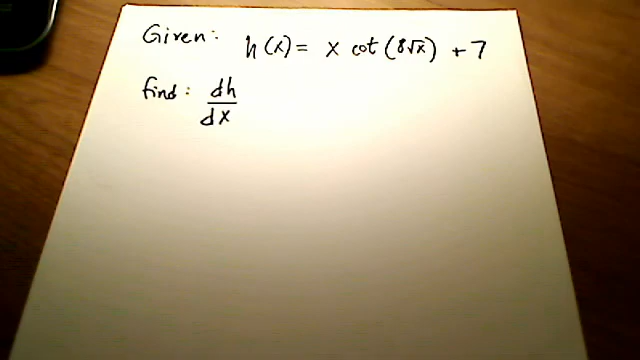 Given: h(x) = x cot(8√x) + 7
find: dh/dx